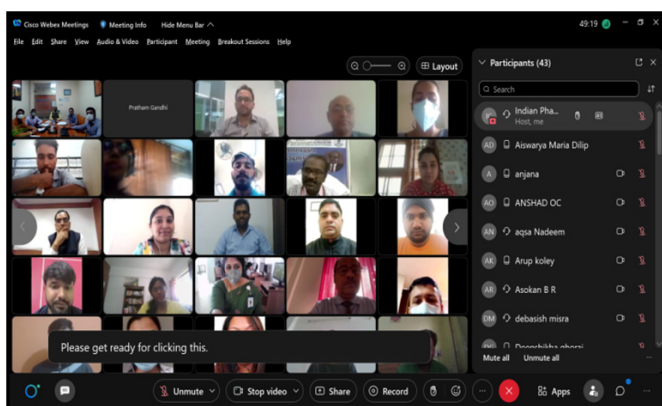 Cisco Webex Meetings Meeting Info Hide Menu Bar 49:19
File Edit Share View Audio & Video Participant Meeting Breakout Sessions Help
Layout
Participants (43)
Search
Pratham Gandhi
Indian Pha...
Host, me
AD Aiswarya Maria Dilip
A anjana
AO ANSHAD OC
AN aqsa Nadeem
AK Arup koley
AR Asokan B R
DM debasish misra
Please get ready for clicking this.
Mute all Unmute all
Unmute Stop video Share Record Apps